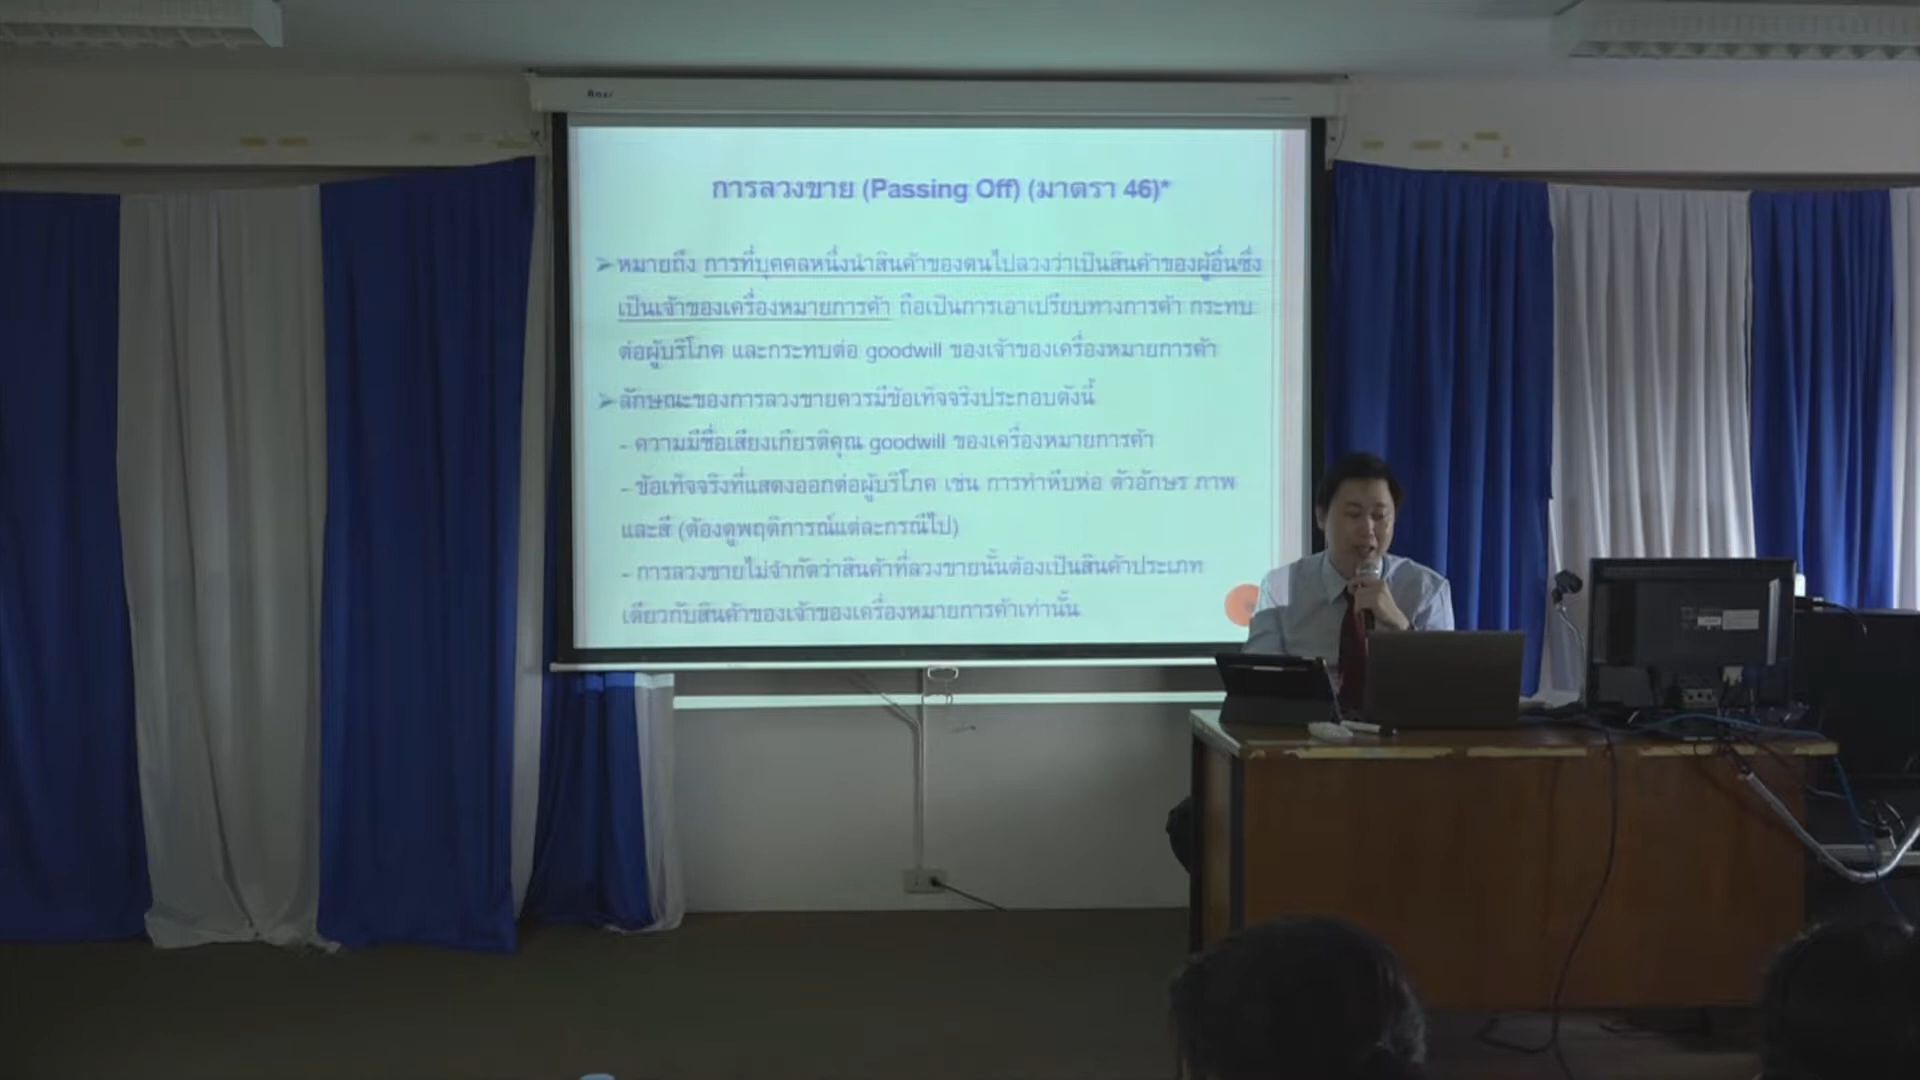 การลวงขาย (Passing Off) (มาตรา 46)*
➢หมายถึง การที่บุคคลหนึ่งนำสินค้าของตนไปลวงว่าเป็นสินค้าของผู้อื่นซึ่ง
เป็นเจ้าของเครื่องหมายการค้า ถือเป็นการเอาเปรียบทางการค้า กระทบ
ต่อผู้บริโภค และกระทบต่อ goodwill ของเจ้าของเครื่องหมายการค้า
➢ลักษณะของการลวงขายควรมีข้อเท็จจริงประกอบดังนี้
- ความมีชื่อเสียงเกียรติคุณ goodwill ของเครื่องหมายการค้า
- ข้อเท็จจริงที่แสดงออกต่อผู้บริโภค เช่น การทำหีบห่อ ตัวอักษร ภาพ
และสี (ต้องดูพฤติการณ์แต่ละกรณีไป)
- การลวงขายไม่จำกัดว่าสินค้าที่ลวงขายนั้นต้องเป็นสินค้าประเภท
เดียวกับสินค้าของเจ้าของเครื่องหมายการค้าเท่านั้น